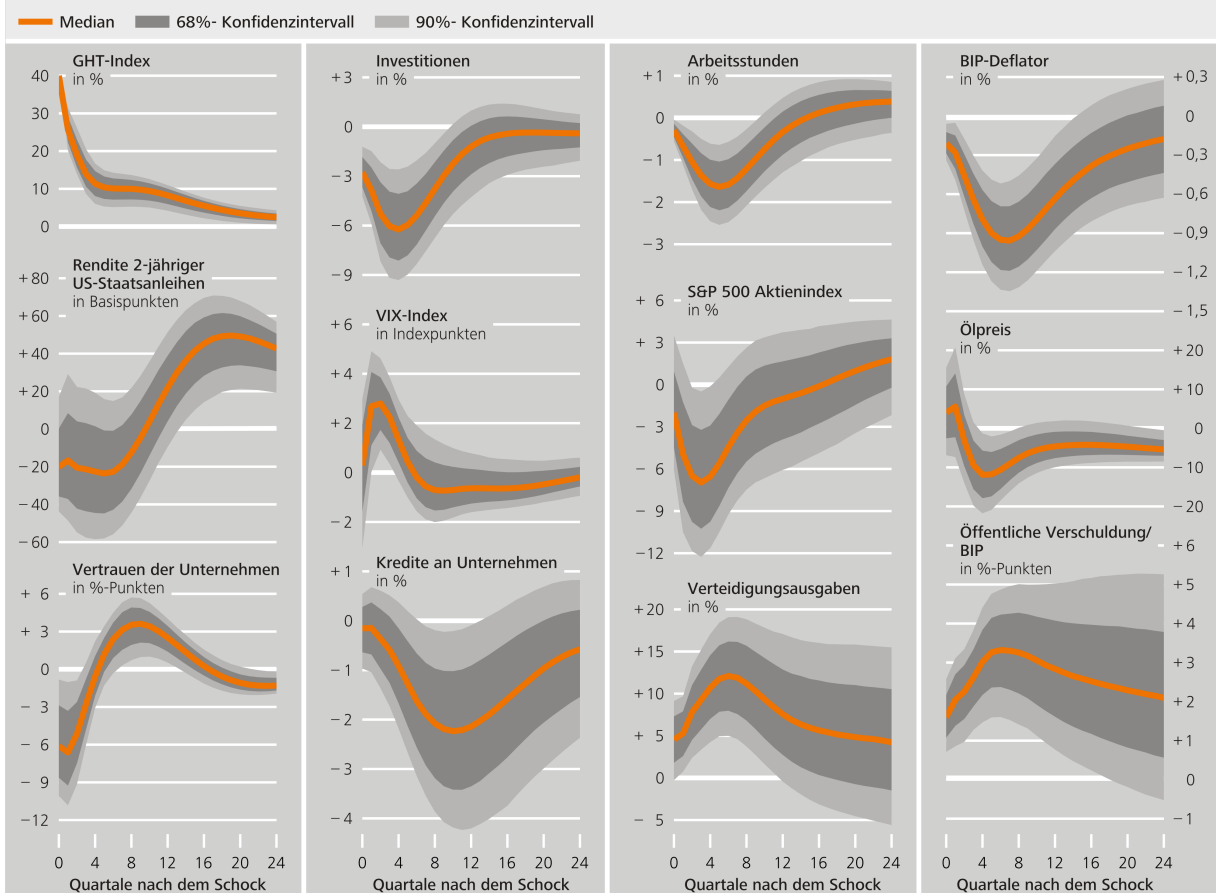 Median 68%- Konfidenzintervall 90%- Konfidenzintervall
GHT-Index
in %
40
30
20
10
0
Rendite 2-jähriger
US-Staatsanleihen
in Basispunkten
+ 80
+ 60
+ 40
+ 20
0
− 20
− 40
− 60
Vertrauen der Unternehmen
in %-Punkten
+ 6
+ 3
0
− 3
− 6
− 9
−12
0 4 8 12 16 20 24
Quartale nach dem Schock
Investitionen
in %
+ 3
0
− 3
− 6
− 9
VIX-Index
in Indexpunkten
+ 6
+ 4
+ 2
0
− 2
Kredite an Unternehmen
in %
+ 1
0
− 1
− 2
− 3
− 4
0 4 8 12 16 20 24
Quartale nach dem Schock
Arbeitsstunden
in %
+ 1
0
− 1
− 2
− 3
S&P 500 Aktienindex
in %
+ 6
+ 3
0
− 3
− 6
− 9
−12
Verteidigungsausgaben
in %
+ 20
+ 15
+ 10
+ 5
0
− 5
0 4 8 12 16 20 24
Quartale nach dem Schock
BIP-Deflator
in %
+ 0,3
0
− 0,3
− 0,6
− 0,9
− 1,2
− 1,5
Ölpreis
in %
+ 20
+ 10
0
− 10
− 20
Öffentliche Verschuldung/
BIP
in %-Punkten
+ 6
+ 5
+ 4
+ 3
+ 2
+ 1
0
− 1
0 4 8 12 16 20 24
Quartale nach dem Schock